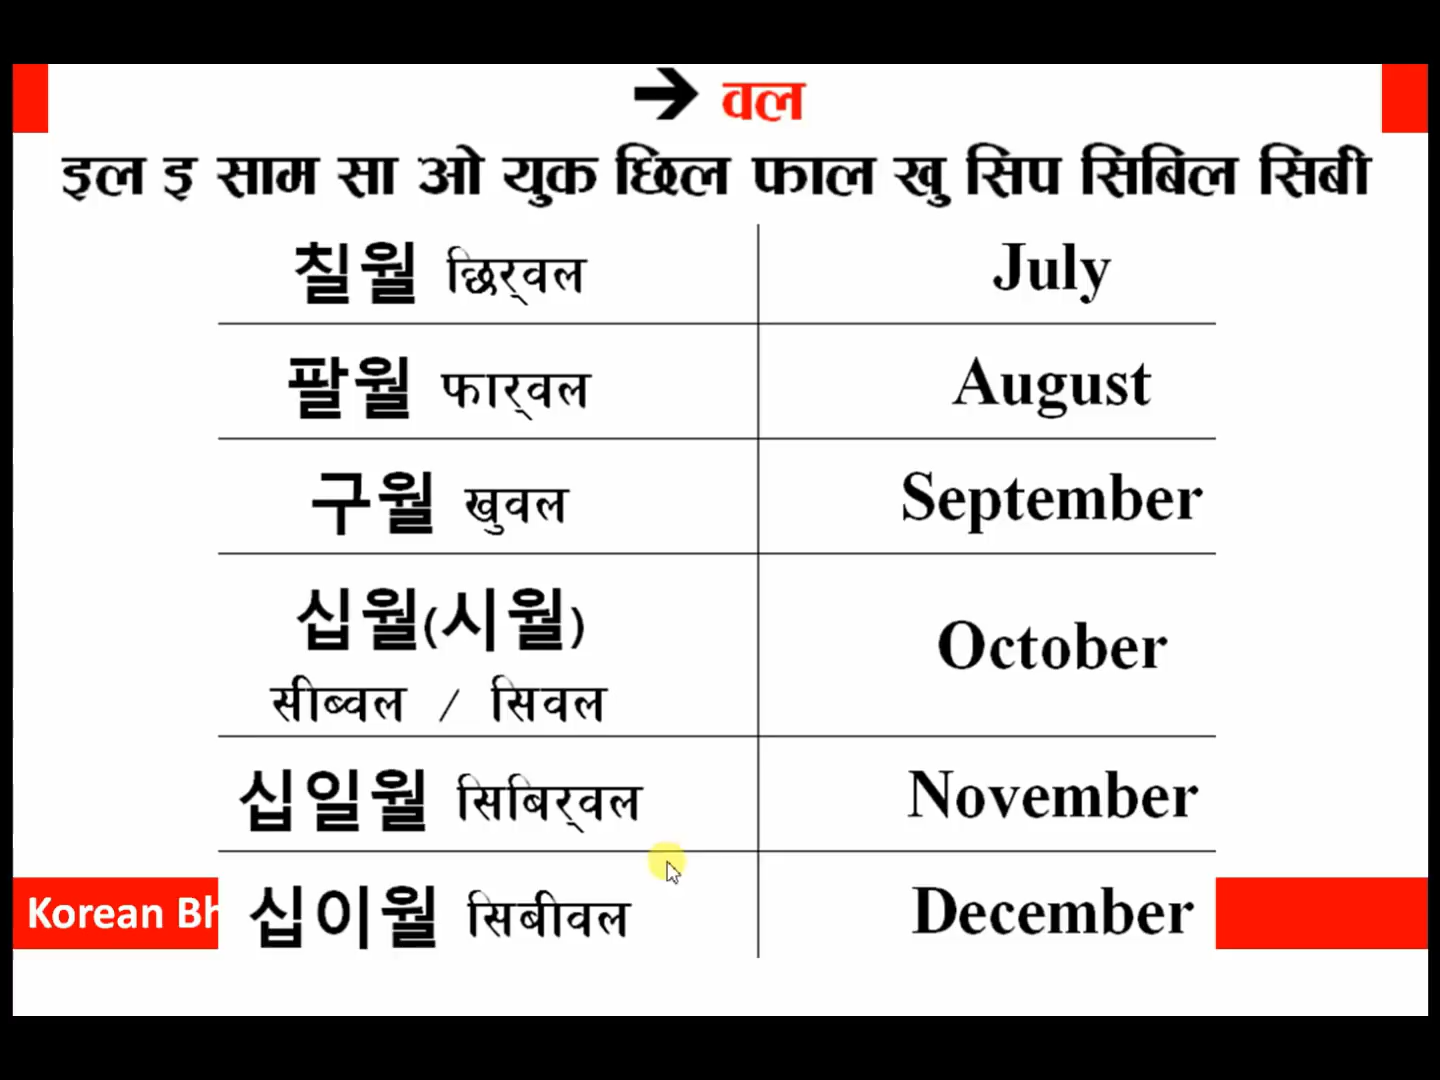 ➔ वल
इल इ साम सा ओ युक छिल फाल खु सिप सिबिल सिबी
칠월 छिर्‌वल July
팔월 फार्‌वल August
구월 खुवल September
십월(시월) October
सीब्वल / सिवल
십일월 सिबिर्‌वल November
Korean 십이월 सिबीवल December